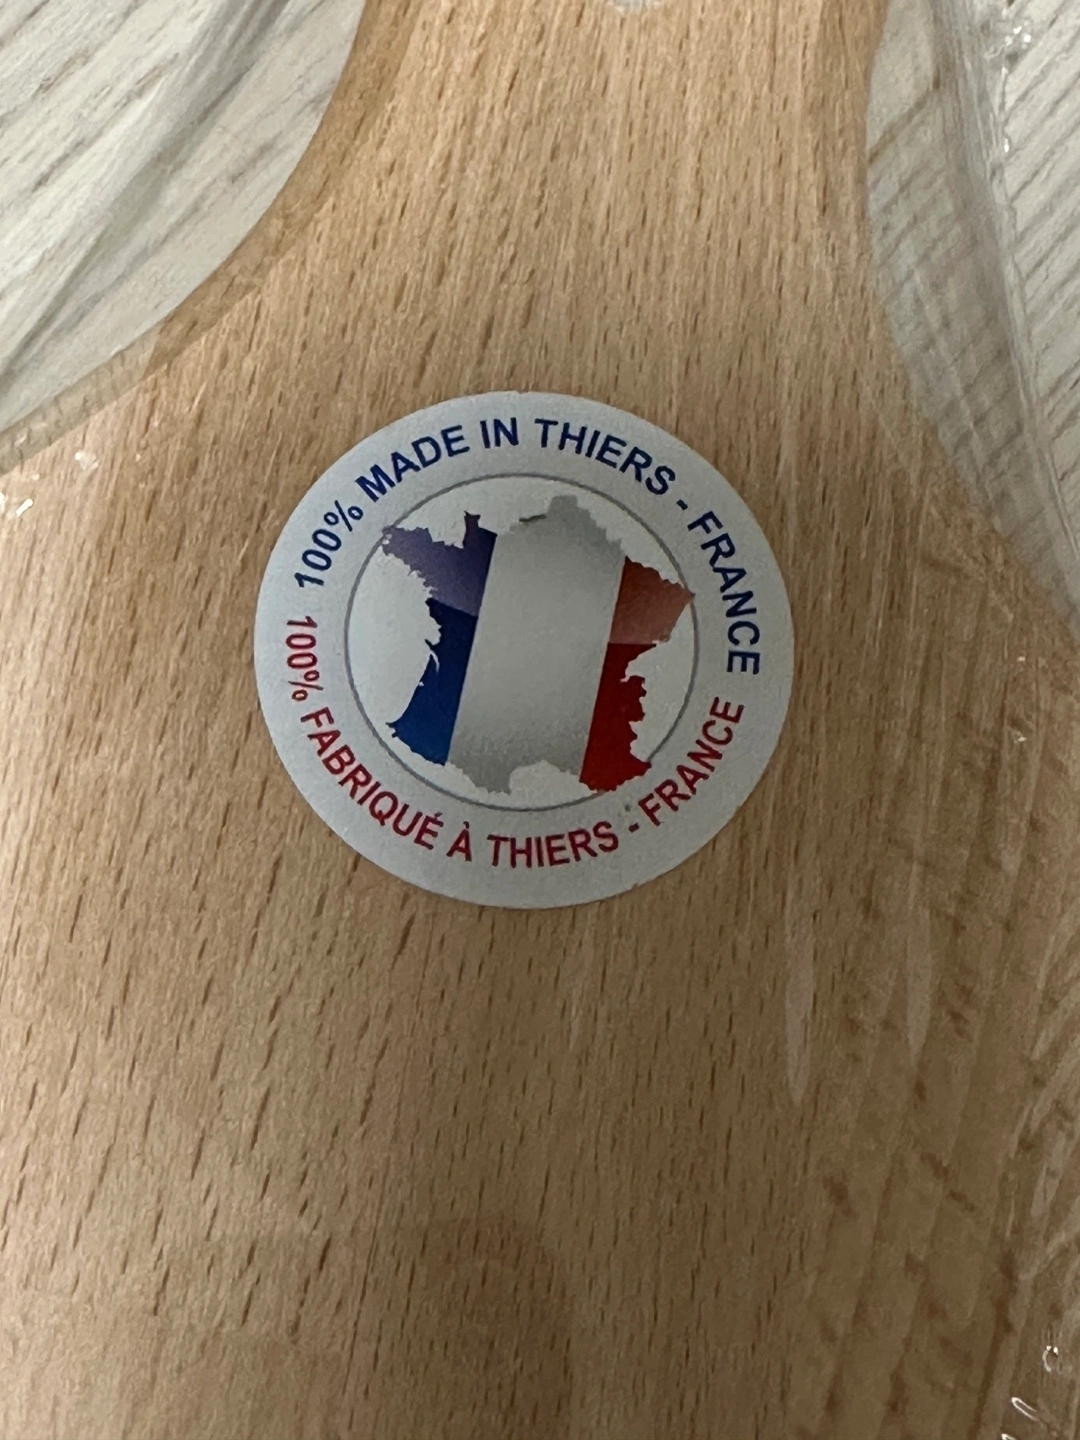 100% MADE IN THIERS - FRANCE
100% FABRIQUÉ À THIERS - FRANCE